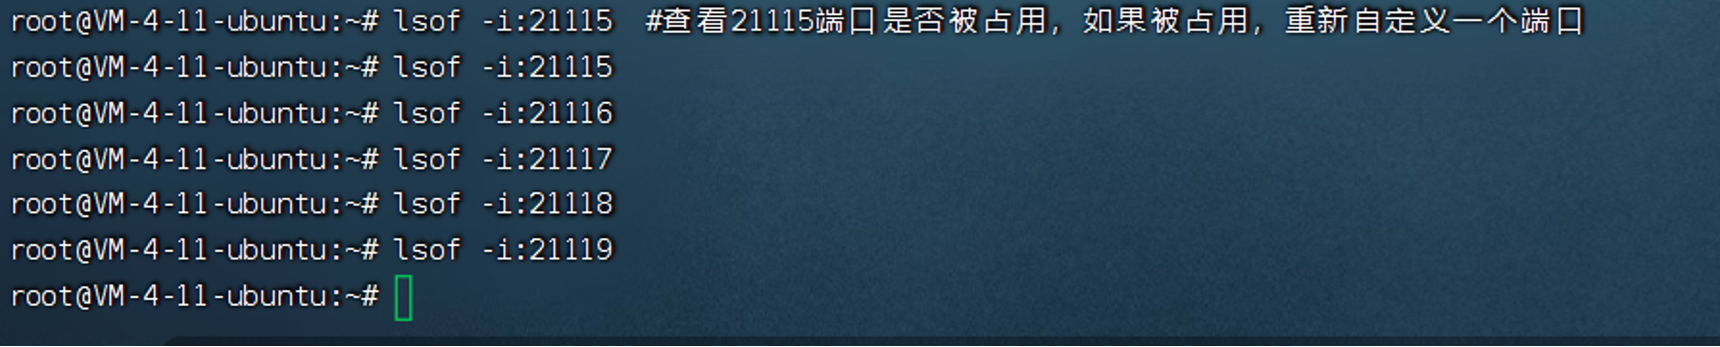 root@VM-4-11-ubuntu:~# lsof -i:21115  #查看21115端口是否被占用，如果被占用，重新自定义一个端口
root@VM-4-11-ubuntu:~# lsof -i:21115
root@VM-4-11-ubuntu:~# lsof -i:21116
root@VM-4-11-ubuntu:~# lsof -i:21117
root@VM-4-11-ubuntu:~# lsof -i:21118
root@VM-4-11-ubuntu:~# lsof -i:21119
root@VM-4-11-ubuntu:~#